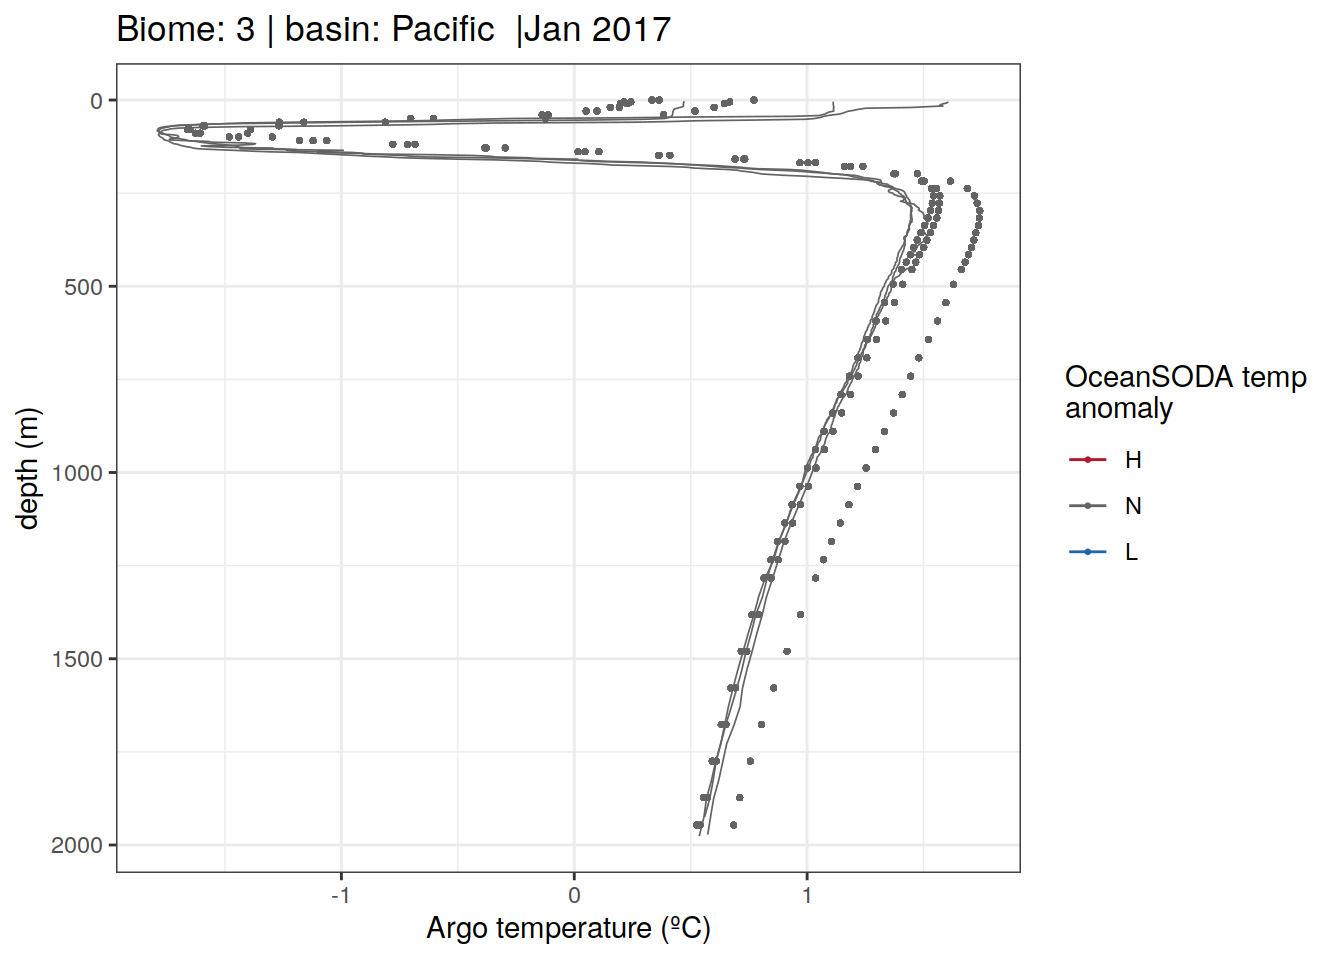 Biome: 3 | basin: Pacific  |Jan 2017
0
500
1000
1500
2000
depth (m)
-1
0
1
Argo temperature (ºC)
OceanSODA temp
anomaly
H
N
L